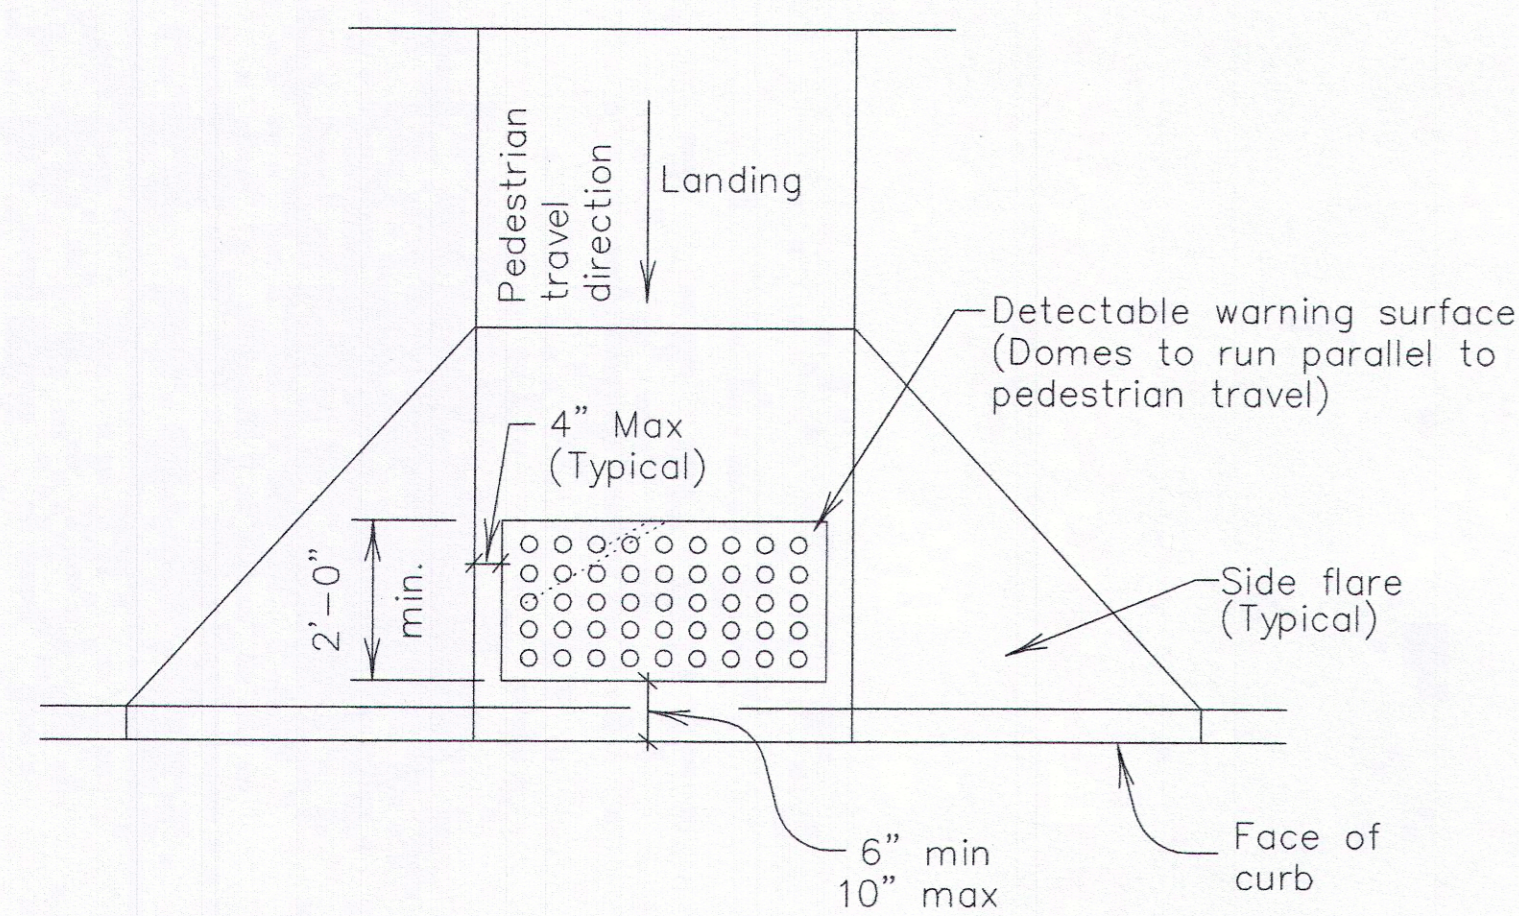 Pedestrian
travel
direction
Landing
Detectable warning surface
(Domes to run parallel to
pedestrian travel)
4” Max
(Typical)
2’–0”
min.
Side flare
(Typical)
6” min
10” max
Face of
curb